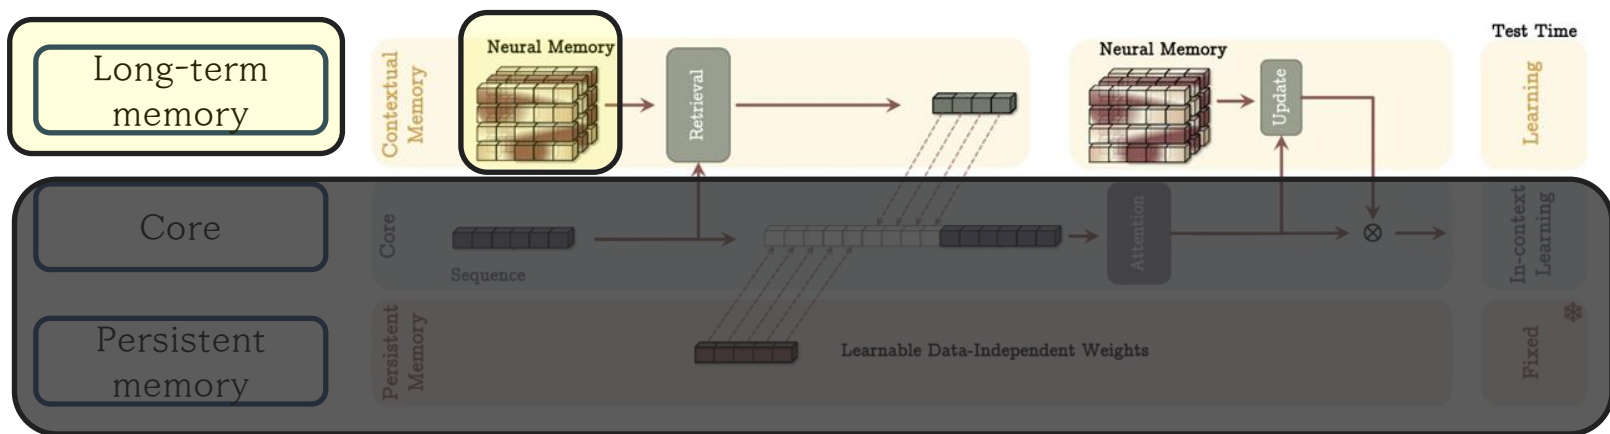 Test Time
Long-term
memory
Contextual
Memory
Neural Memory
Retrieval
Neural Memory
Update
Learning
Core
Core
Sequence
Attention
In-context
Learning
Persistent
memory
Persistent
Memory
Learnable Data-Independent Weights
Fixed